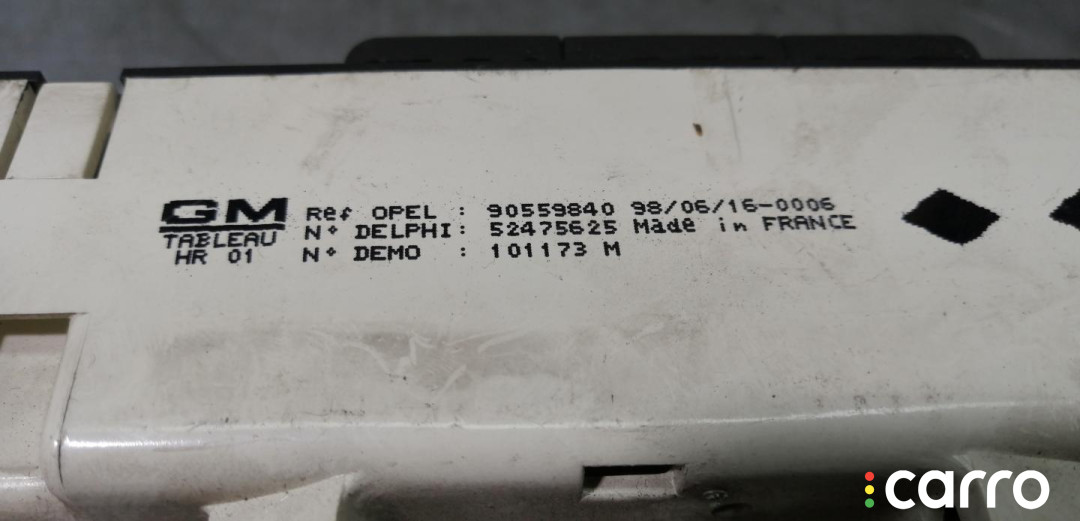 GM
TABLEAU
HR 01
Ref OPEL : 90559840 98/06/16-0006
N° DELPHI: 52475625 Made in FRANCE
N° DEMO : 101173 M
carro